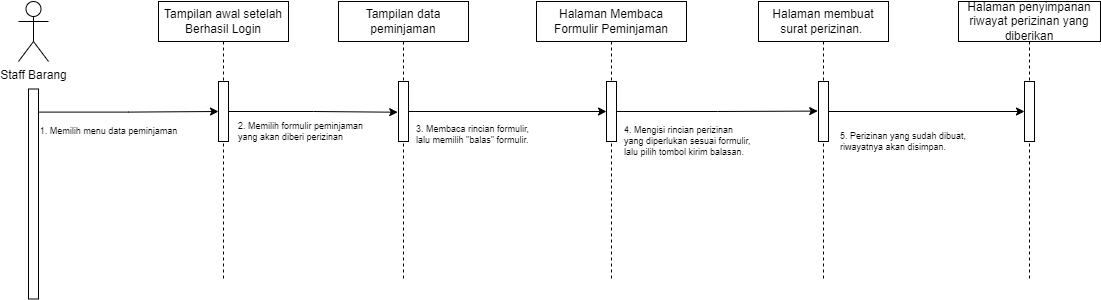 Tampilan awal setelah
Berhasil Login
Tampilan data
peminjaman
Halaman Membaca
Formulir Peminjaman
Halaman membuat
surat perizinan.
Halaman penyimpanan
riwayat perizinan yang
diberikan
Staff Barang
1. Memilih menu data peminjaman
2. Memilih formulir peminjaman
yang akan diberi perizinan
3. Membaca rincian formulir,
lalu memilih "balas" formulir.
4. Mengisi rincian perizinan
yang diperlukan sesuai formulir,
lalu pilih tombol kirim balasan.
5. Perizinan yang sudah dibuat,
riwayatnya akan disimpan.